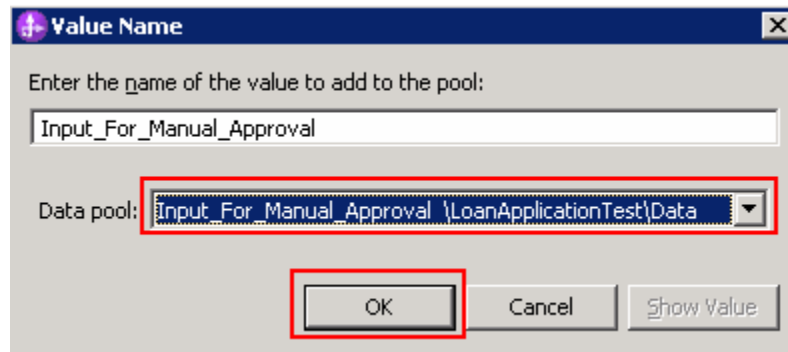 Value Name
Enter the name of the value to add to the pool:
Input_For_Manual_Approval
Data pool: Input_For_Manual_Approval \LoanApplicationTest\Data
OK Cancel Show Value